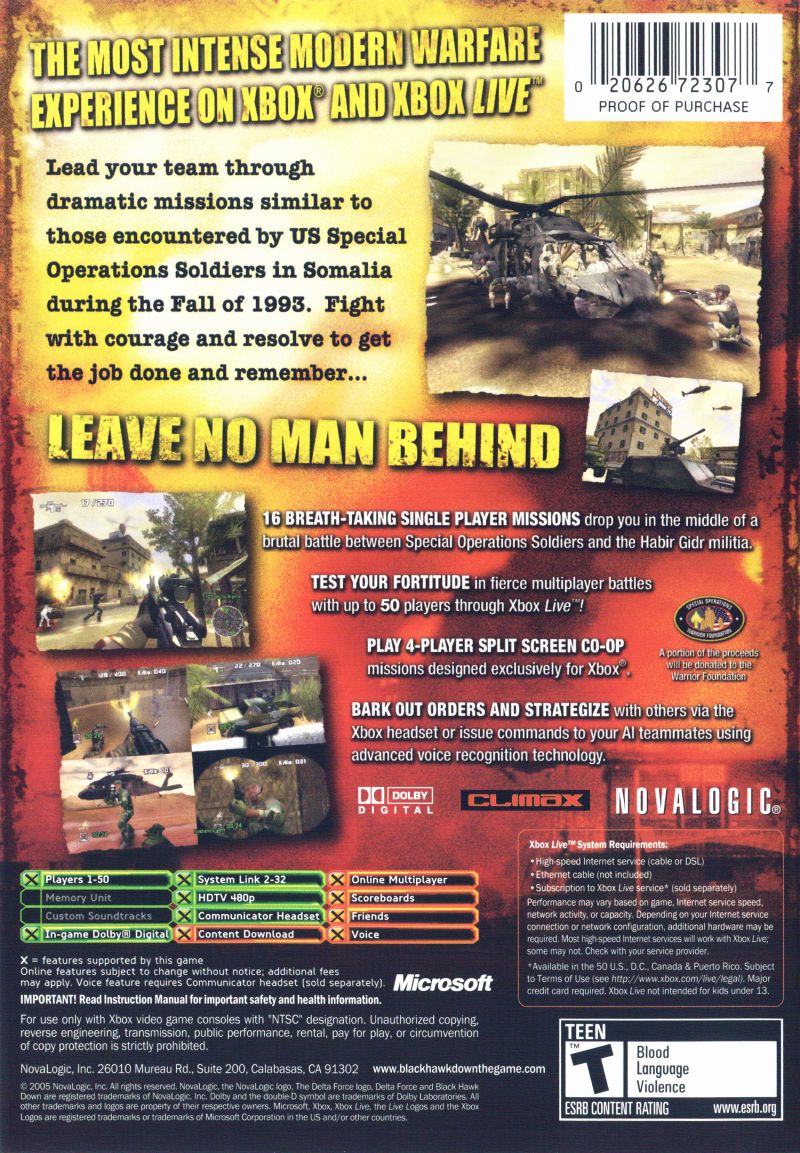 THE MOST INTENSE MODERN WARFARE
EXPERIENCE ON XBOX® AND XBOX LIVE™
0 20626 72307 7
PROOF OF PURCHASE
Lead your team through
dramatic missions similar to
those encountered by US Special
Operations Soldiers in Somalia
during the Fall of 1993. Fight
with courage and resolve to get
the job done and remember...
LEAVE NO MAN BEHIND
17/270
16 BREATH-TAKING SINGLE PLAYER MISSIONS drop you in the middle of a
brutal battle between Special Operations Soldiers and the Habir Gidr militia.
TEST YOUR FORTITUDE in fierce multiplayer battles
with up to 50 players through Xbox Live™!
SPECIAL OPERATIONS
WARRIOR FOUNDATION
A portion of the proceeds
will be donated to the
Warrior Foundation
PLAY 4-PLAYER SPLIT SCREEN CO-OP
missions designed exclusively for Xbox®.
BARK OUT ORDERS AND STRATEGIZE with others via the
Xbox headset or issue commands to your AI teammates using
advanced voice recognition technology.
22/270 Kills: 020
DOLBY
DIGITAL
CLIMAX
NOVALOGIC®
Players 1-50
Memory Unit
Custom Soundtracks
In-game Dolby® Digital
System Link 2-32
HDTV 480p
Communicator Headset
Content Download
Online Multiplayer
Scoreboards
Friends
Voice
X = features supported by this game
Online features subject to change without notice; additional fees
may apply. Voice feature requires Communicator headset (sold separately).
Microsoft
IMPORTANT! Read Instruction Manual for important safety and health information.
For use only with Xbox video game consoles with "NTSC" designation. Unauthorized copying,
reverse engineering, transmission, public performance, rental, pay for play, or circumvention
of copy protection is strictly prohibited.
NovaLogic, Inc. 26010 Mureau Rd., Suite 200, Calabasas, CA 91302 www.blackhawkdownthegame.com
© 2005 NovaLogic, Inc. All rights reserved. NovaLogic, the NovaLogic logo, The Delta Force logo, Delta Force and Black Hawk
Down are registered trademarks of NovaLogic, Inc. Dolby and the double-D symbol are trademarks of Dolby Laboratories. All
other trademarks and logos are property of their respective owners. Microsoft, Xbox, Xbox Live, the Live Logos and the Xbox
Logos are registered trademarks or trademarks of Microsoft Corporation in the US and/or other countries.
Xbox Live™ System Requirements:
• High-speed Internet service (cable or DSL)
• Ethernet cable (not included)
• Subscription to Xbox Live service* (sold separately)
Performance may vary based on game, Internet service speed,
network activity, or capacity. Depending on your Internet service
connection or network configuration, additional hardware may be
required. Most high-speed Internet services will work with Xbox Live;
some may not. Check with your service provider.
*Available in the 50 U.S., D.C., Canada & Puerto Rico. Subject
to Terms of Use (see http://www.xbox.com/live/legal). Major
credit card required. Xbox Live not intended for kids under 13.
TEEN
T™
Blood
Language
Violence
ESRB CONTENT RATING www.esrb.org